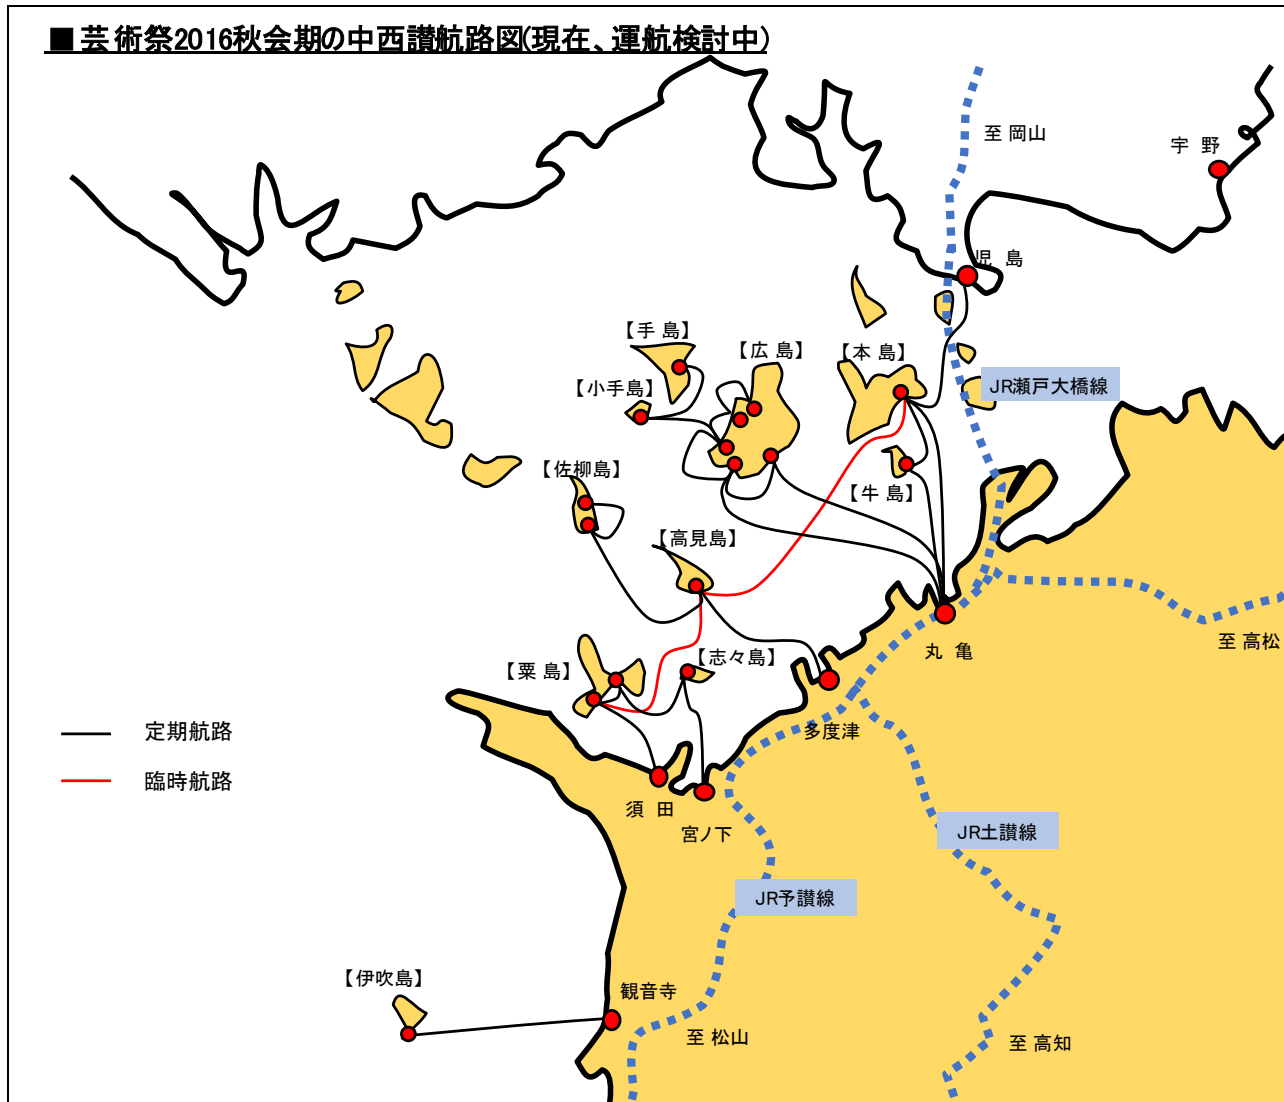 ■芸術祭2016秋会期の中西讃航路図(現在、運航検討中)
至 岡山
宇 野
児 島
【手 島】
【広 島】
【本 島】
【小手島】
JR瀬戸大橋線
【佐柳島】
【牛 島】
【高見島】
至 高松
丸 亀
【粟 島】
【志々島】
多度津
定期航路
臨時航路
須 田
宮ノ下
JR土讃線
JR予讃線
【伊吹島】
観音寺
至 松山
至 高知